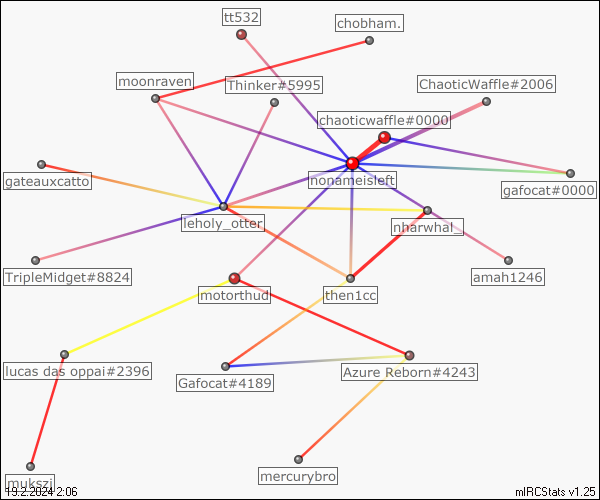 tt532
chobham.
moonraven
Thinker#5995
ChaoticWaffle#2006
chaoticwaffle#0000
gateauxcatto
nonameisleft
gafocat#0000
leholy_otter
nharwhal_
TripleMidget#8824
amah1246
motorthud
then1cc
lucas das oppai#2396
Gafocat#4189
Azure Reborn#4243
mukszi
mercurybro
19.2.2024 2:06
mIRCStats v1.25